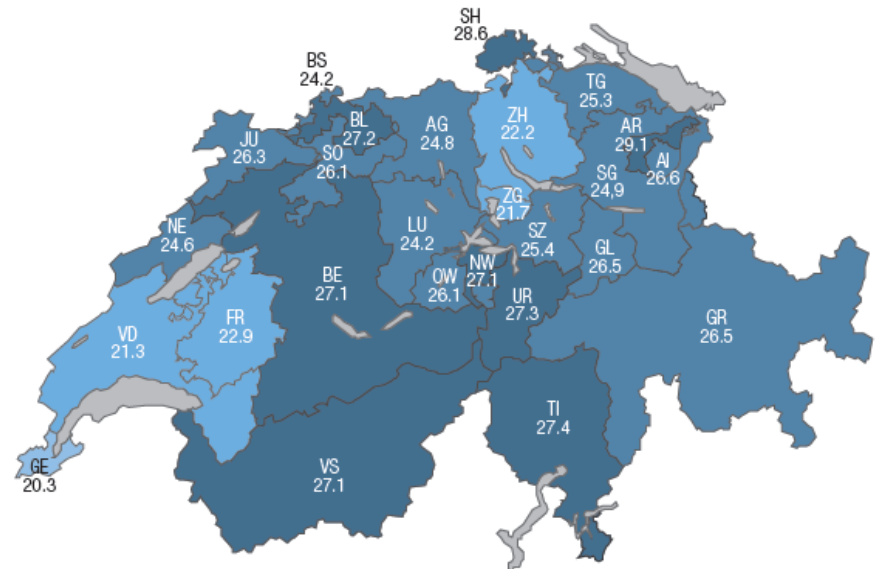 SH
28.6
BS
24.2
TG
25.3
ZH
22.2
BL
27.2
AG
24.8
AR
29.1
JU
26.3
SO
26.1
AI
26.6
SG
24,9
ZG
21.7
NE
24.6
LU
24.2
SZ
25.4
GL
26.5
BE
27.1
OW
26.1
NW
27.1
UR
27.3
FR
22.9
VD
21.3
GR
26.5
TI
27.4
GE
20.3
VS
27.1